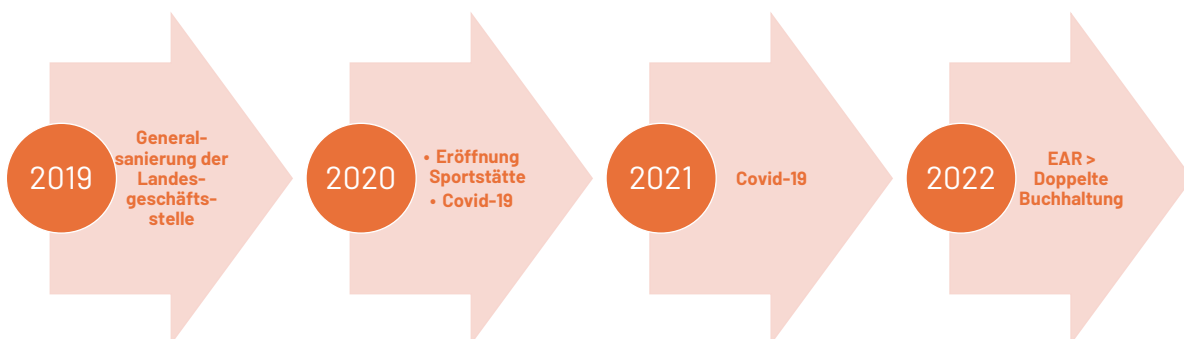 2019
General-
sanierung der
Landes-
geschäfts-
stelle
2020
• Eröffnung
Sportstätte
• Covid-19
2021
Covid-19
2022
EAR >
Doppelte
Buchhaltung